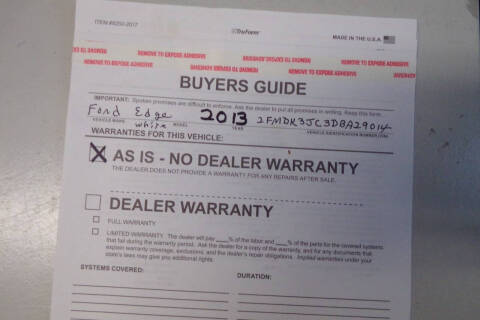 ITEM #8250-2017
TruForm
MADE IN THE U.S.A.
REMOVE TO EXPOSE ADHESIVE REMOVE TO EXPOSE ADHESIVE REMOVE TO EXPOSE ADHESIVE
REMOVE TO EXPOSE ADHESIVE REMOVE TO EXPOSE ADHESIVE REMOVE TO EXPOSE ADHESIVE
BUYERS GUIDE
IMPORTANT: Spoken promises are difficult to enforce. Ask the dealer to put all promises in writing. Keep this form.
Ford Edge 2013 2FMDK3JC3DBA29014
VEHICLE MAKE White MODEL YEAR VEHICLE IDENTIFICATION NUMBER (VIN)
WARRANTIES FOR THIS VEHICLE:
X AS IS - NO DEALER WARRANTY
THE DEALER DOES NOT PROVIDE A WARRANTY FOR ANY REPAIRS AFTER SALE.
DEALER WARRANTY
FULL WARRANTY
LIMITED WARRANTY. The dealer will pay ___% of the labor and ___% of the parts for the covered systems
that fail during the warranty period. Ask the dealer for a copy of the warranty, and for any documents that
explain warranty coverage, exclusions, and the dealer's repair obligations. Implied warranties under your
state's laws may give you additional rights.
SYSTEMS COVERED: DURATION: